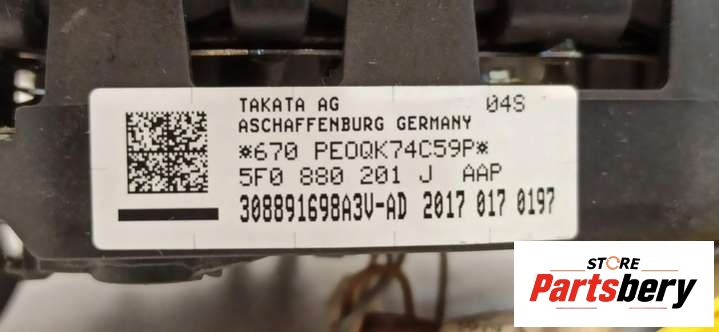 TAKATA AG 04S
ASCHAFFENBURG GERMANY
*670 PEOQK74C59P*
5F0 880 201 J AAP
308891698A3V-AD 2017 017 0197
STORE
Partsbery